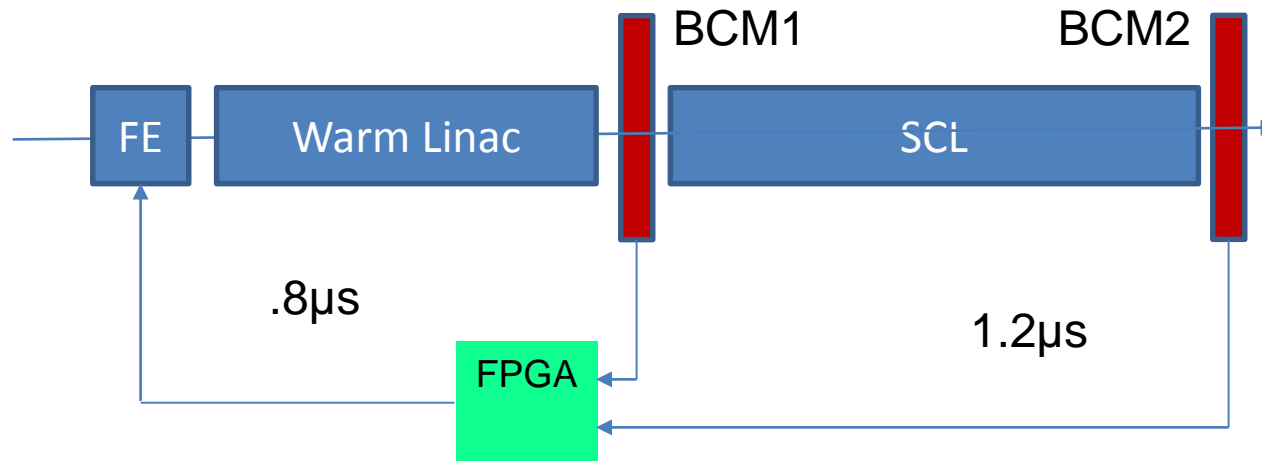 BCM1
BCM2
FE
Warm Linac
SCL
.8µs
1.2µs
FPGA